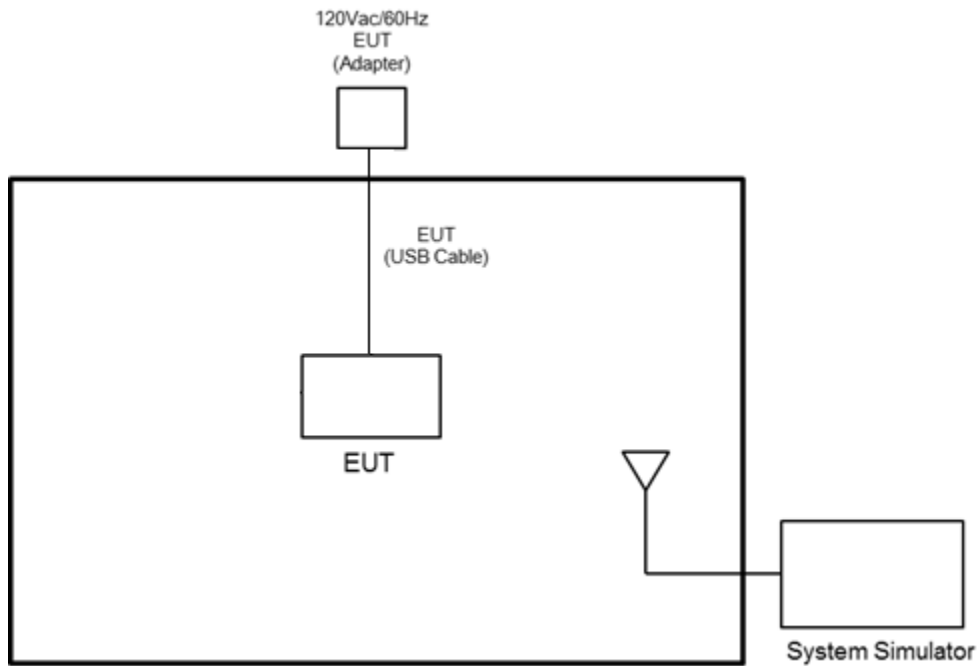 120Vac/60Hz
EUT
(Adapter)
EUT
(USB Cable)
EUT
System Simulator